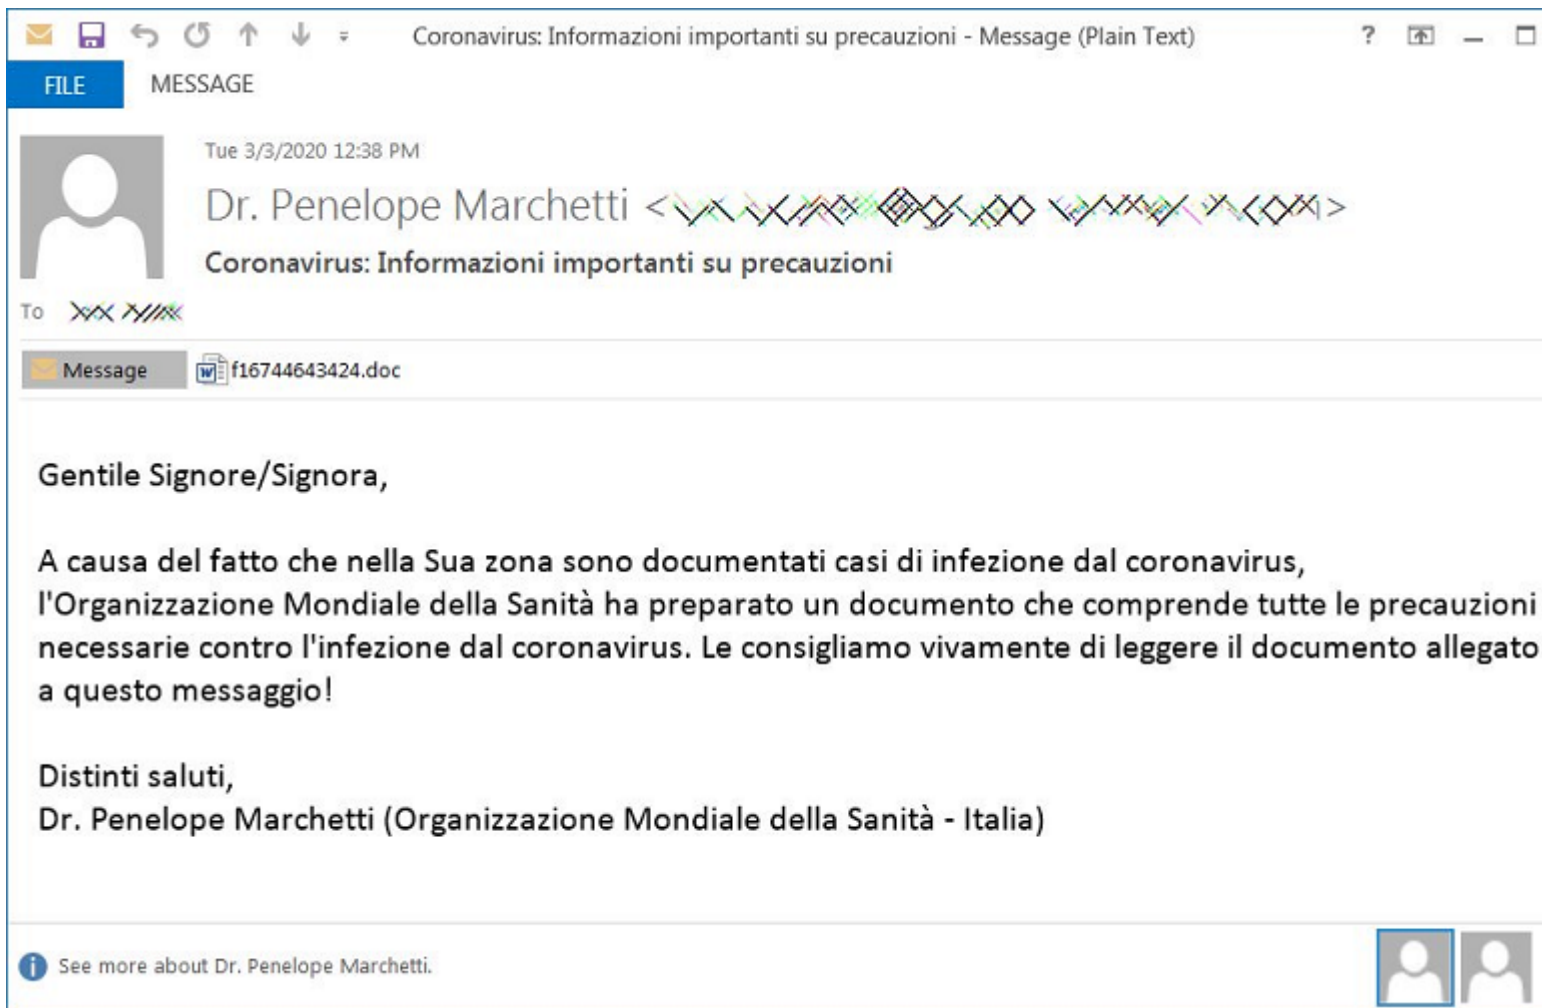 Coronavirus: Informazioni importanti su precauzioni - Message (Plain Text)
?
FILE MESSAGE
Tue 3/3/2020 12:38 PM
Dr. Penelope Marchetti < >
Coronavirus: Informazioni importanti su precauzioni
To
Message f16744643424.doc
Gentile Signore/Signora,
A causa del fatto che nella Sua zona sono documentati casi di infezione dal coronavirus,
l'Organizzazione Mondiale della Sanità ha preparato un documento che comprende tutte le precauzioni
necessarie contro l'infezione dal coronavirus. Le consigliamo vivamente di leggere il documento allegato
a questo messaggio!
Distinti saluti,
Dr. Penelope Marchetti (Organizzazione Mondiale della Sanità - Italia)
See more about Dr. Penelope Marchetti.